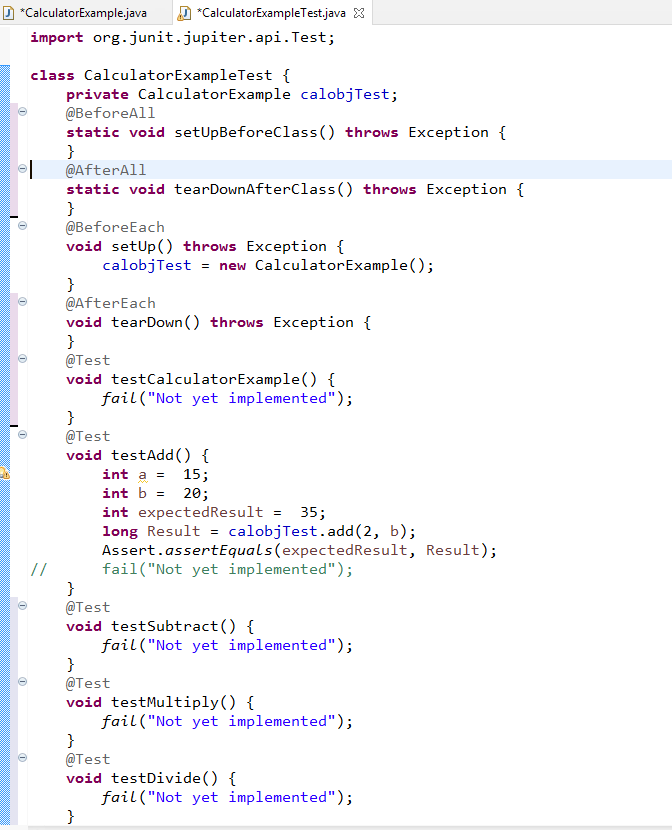 *CalculatorExample.java *CalculatorExampleTest.java
import org.junit.jupiter.api.Test;
class CalculatorExampleTest {
private CalculatorExample calobjTest;
@BeforeAll
static void setUpBeforeClass() throws Exception {
}
@AfterAll
static void tearDownAfterClass() throws Exception {
}
@BeforeEach
void setUp() throws Exception {
calobjTest = new CalculatorExample();
}
@AfterEach
void tearDown() throws Exception {
}
@Test
void testCalculatorExample() {
fail("Not yet implemented");
}
@Test
void testAdd() {
int a = 15;
int b = 20;
int expectedResult = 35;
long Result = calobjTest.add(2, b);
Assert.assertEquals(expectedResult, Result);
// fail("Not yet implemented");
}
@Test
void testSubtract() {
fail("Not yet implemented");
}
@Test
void testMultiply() {
fail("Not yet implemented");
}
@Test
void testDivide() {
fail("Not yet implemented");
}